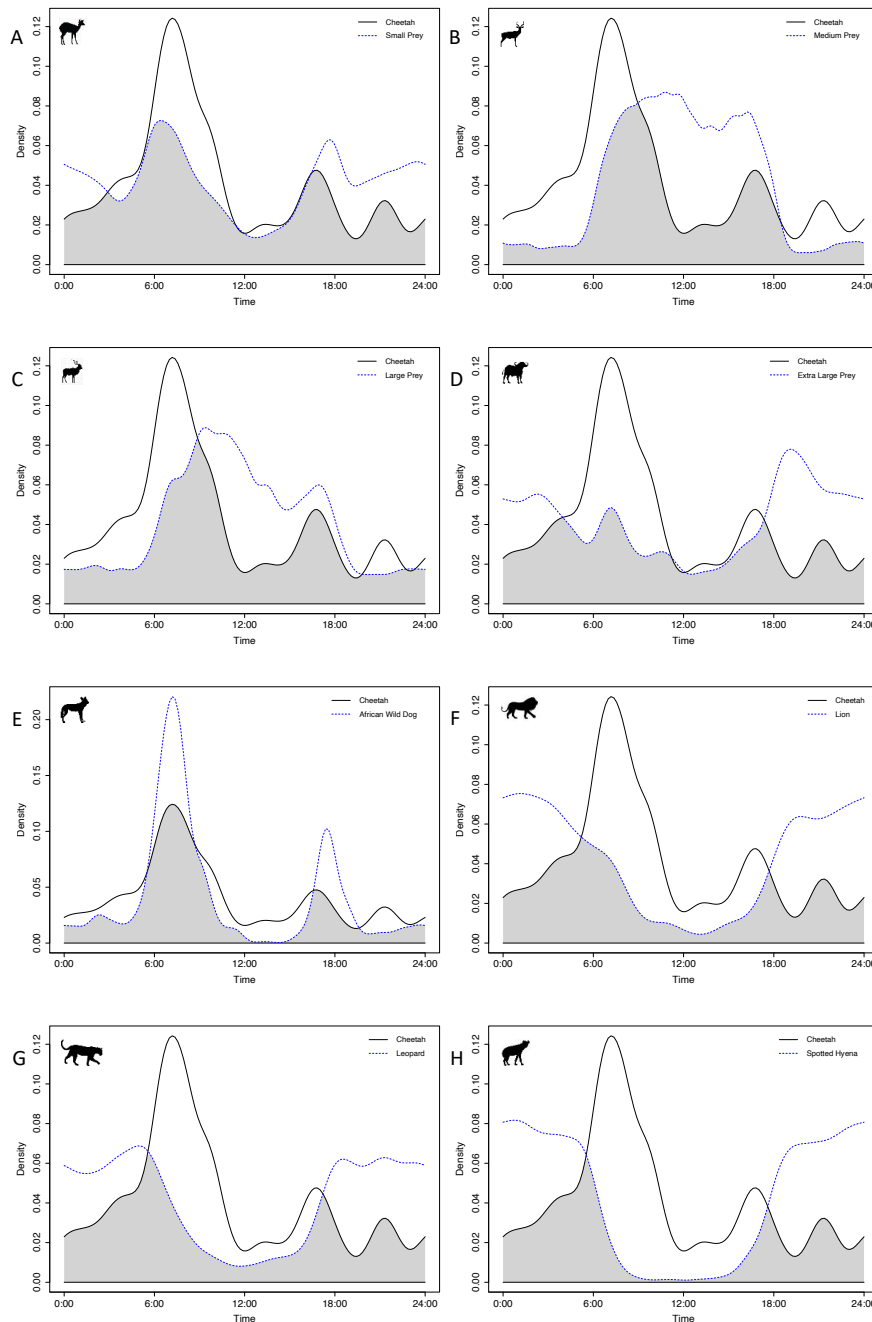 A
Cheetah
Small Prey
Density
0.00 0.02 0.04 0.06 0.08 0.10 0.12
0:00 6:00 12:00 18:00 24:00
Time
B
Cheetah
Medium Prey
Density
0.00 0.02 0.04 0.06 0.08 0.10 0.12
0:00 6:00 12:00 18:00 24:00
Time
C
Cheetah
Large Prey
Density
0.00 0.02 0.04 0.06 0.08 0.10 0.12
0:00 6:00 12:00 18:00 24:00
Time
D
Cheetah
Extra Large Prey
Density
0.00 0.02 0.04 0.06 0.08 0.10 0.12
0:00 6:00 12:00 18:00 24:00
Time
E
Cheetah
African Wild Dog
Density
0.00 0.05 0.10 0.15 0.20
0:00 6:00 12:00 18:00 24:00
Time
F
Cheetah
Lion
Density
0.00 0.02 0.04 0.06 0.08 0.10 0.12
0:00 6:00 12:00 18:00 24:00
Time
G
Cheetah
Leopard
Density
0.00 0.02 0.04 0.06 0.08 0.10 0.12
0:00 6:00 12:00 18:00 24:00
Time
H
Cheetah
Spotted Hyena
Density
0.00 0.02 0.04 0.06 0.08 0.10 0.12
0:00 6:00 12:00 18:00 24:00
Time